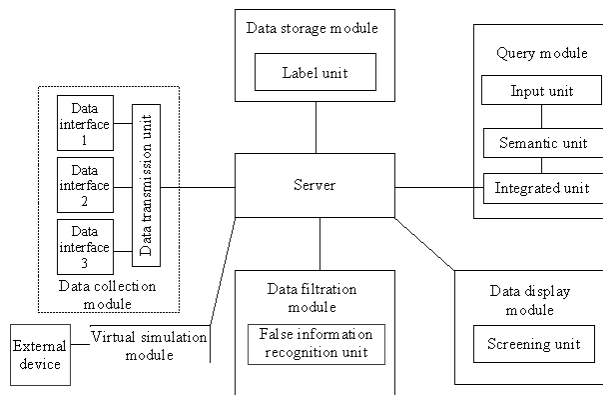 Data storage module
Label unit
Query module
Input unit
Semantic unit
Integrated unit
Data
interface
1
Data
interface
2
Data
interface
3
Data transmission unit
Data collection
module
Server
External
device
Virtual simulation
module
Data filtration
module
False information
recognition unit
Data display
module
Screening unit